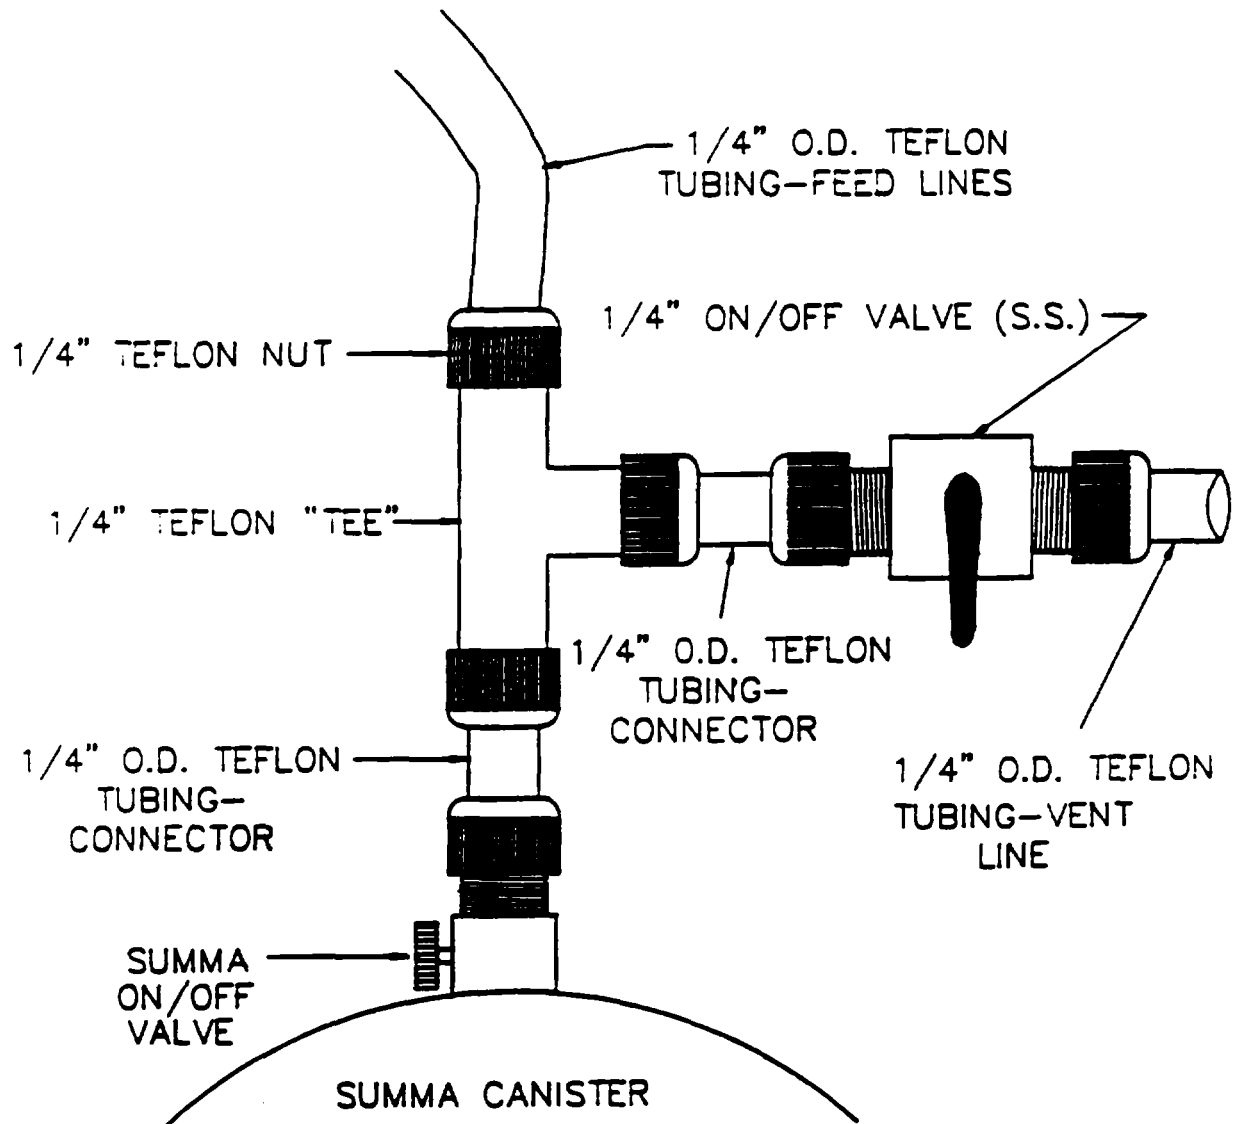 1/4" O.D. TEFLON
TUBING-FEED LINES
1/4" ON/OFF VALVE (S.S.)
1/4" TEFLON NUT
1/4" TEFLON "TEE"
1/4" O.D. TEFLON
TUBING-
CONNECTOR
1/4" O.D. TEFLON
TUBING-
CONNECTOR
1/4" O.D. TEFLON
TUBING-VENT
LINE
SUMMA
ON/OFF
VALVE
SUMMA CANISTER